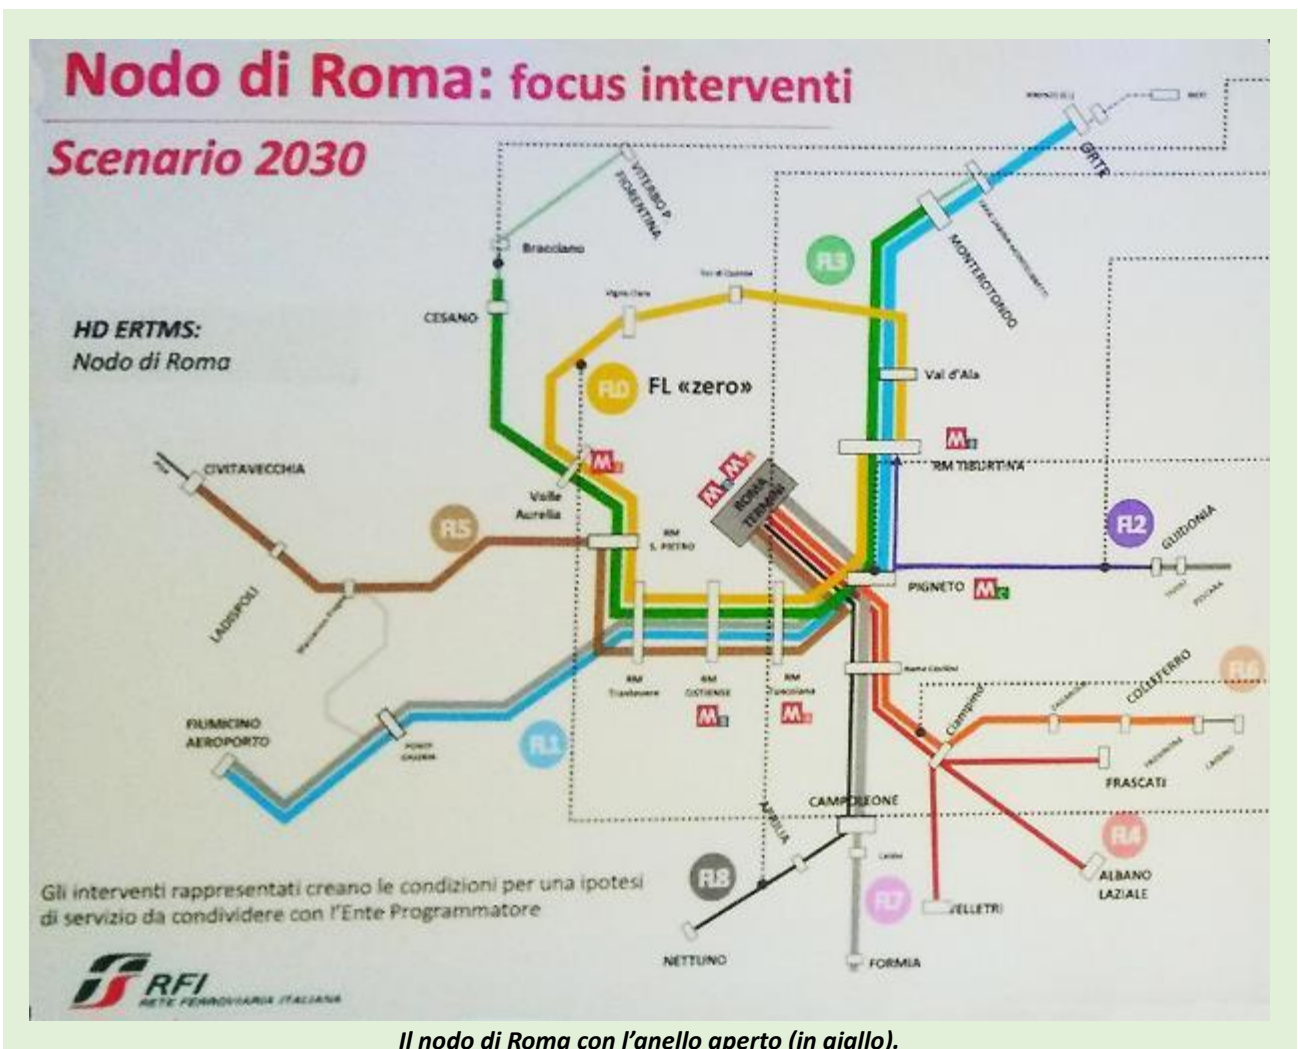 Nodo di Roma: focus interventi
Scenario 2030
HD ERTMS:
Nodo di Roma
VITERBO P.
FIORENTINA
Bracciano
CESANO
FL3
ORTE
MONTEROTONDO
FL0
FL «zero»
Val d'Ala
RM TIBURTINA
M
M
M
M
ROMA
TERMINI
CIVITAVECCHIA
Valle
Aurelia
FL5
RM
S. PIETRO
FL2
GUIDONIA
PIGNETO
M C
LADISPOLI
RM
Trastevere
RM
OSTIENSE
M
RM
Tuscolana
M
Ciampino
COLLEFERRO
FL6
FIUMICINO
AEROPORTO
PONTE
GALERIA
FL1
FRASCATI
CAMPOLEONE
APRILIA
FL4
ALBANO
LAZIALE
FL8
FL7
VELLETRI
NETTUNO
FORMIA
Gli interventi rappresentati creano le condizioni per una ipotesi
di servizio da condividere con l'Ente Programmatore
RFI
RETE FERROVIARIA ITALIANA
Il nodo di Roma con l'anello aperto (in giallo).